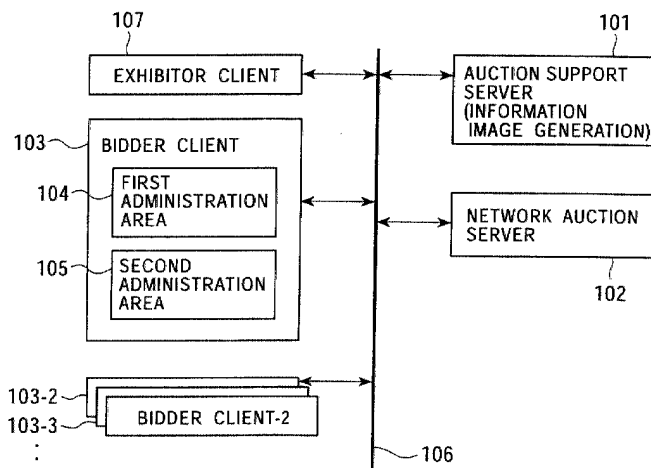 107
EXHIBITOR CLIENT
101
AUCTION SUPPORT
SERVER
(INFORMATION
IMAGE GENERATION)
103
BIDDER CLIENT
104
FIRST
ADMINISTRATION
AREA
105
SECOND
ADMINISTRATION
AREA
NETWORK AUCTION
SERVER
102
103-2
103-3
BIDDER CLIENT-2
106